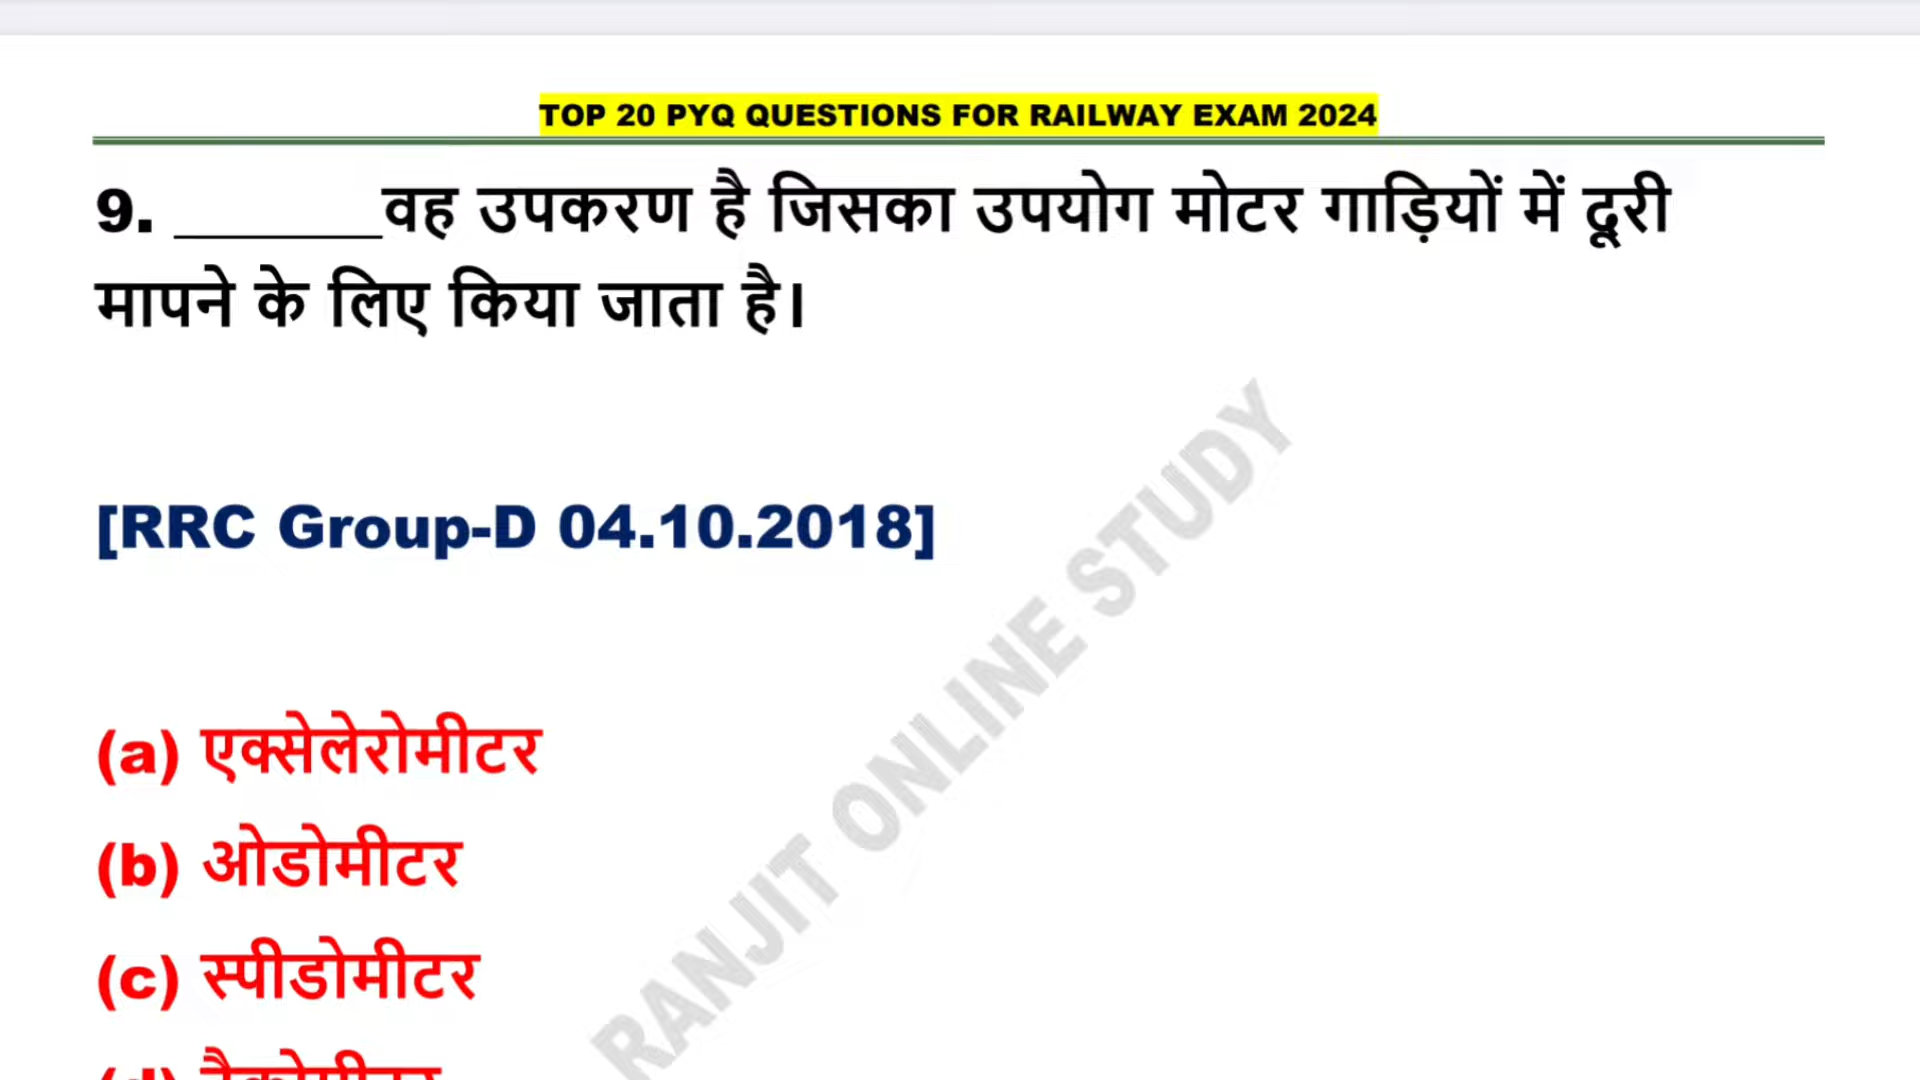 TOP 20 PYQ QUESTIONS FOR RAILWAY EXAM 2024
9. _______वह उपकरण है जिसका उपयोग मोटर गाड़ियों में दूरी
मापने के लिए किया जाता है।
[RRC Group-D 04.10.2018]
(a) एक्सेलेरोमीटर
(b) ओडोमीटर
(c) स्पीडोमीटर
RANJIT ONLINE STUDY